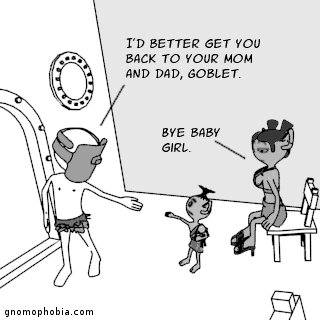 I'D BETTER GET YOU
BACK TO YOUR MOM
AND DAD, GOBLET.
BYE BABY
GIRL.
gnomophobia.com